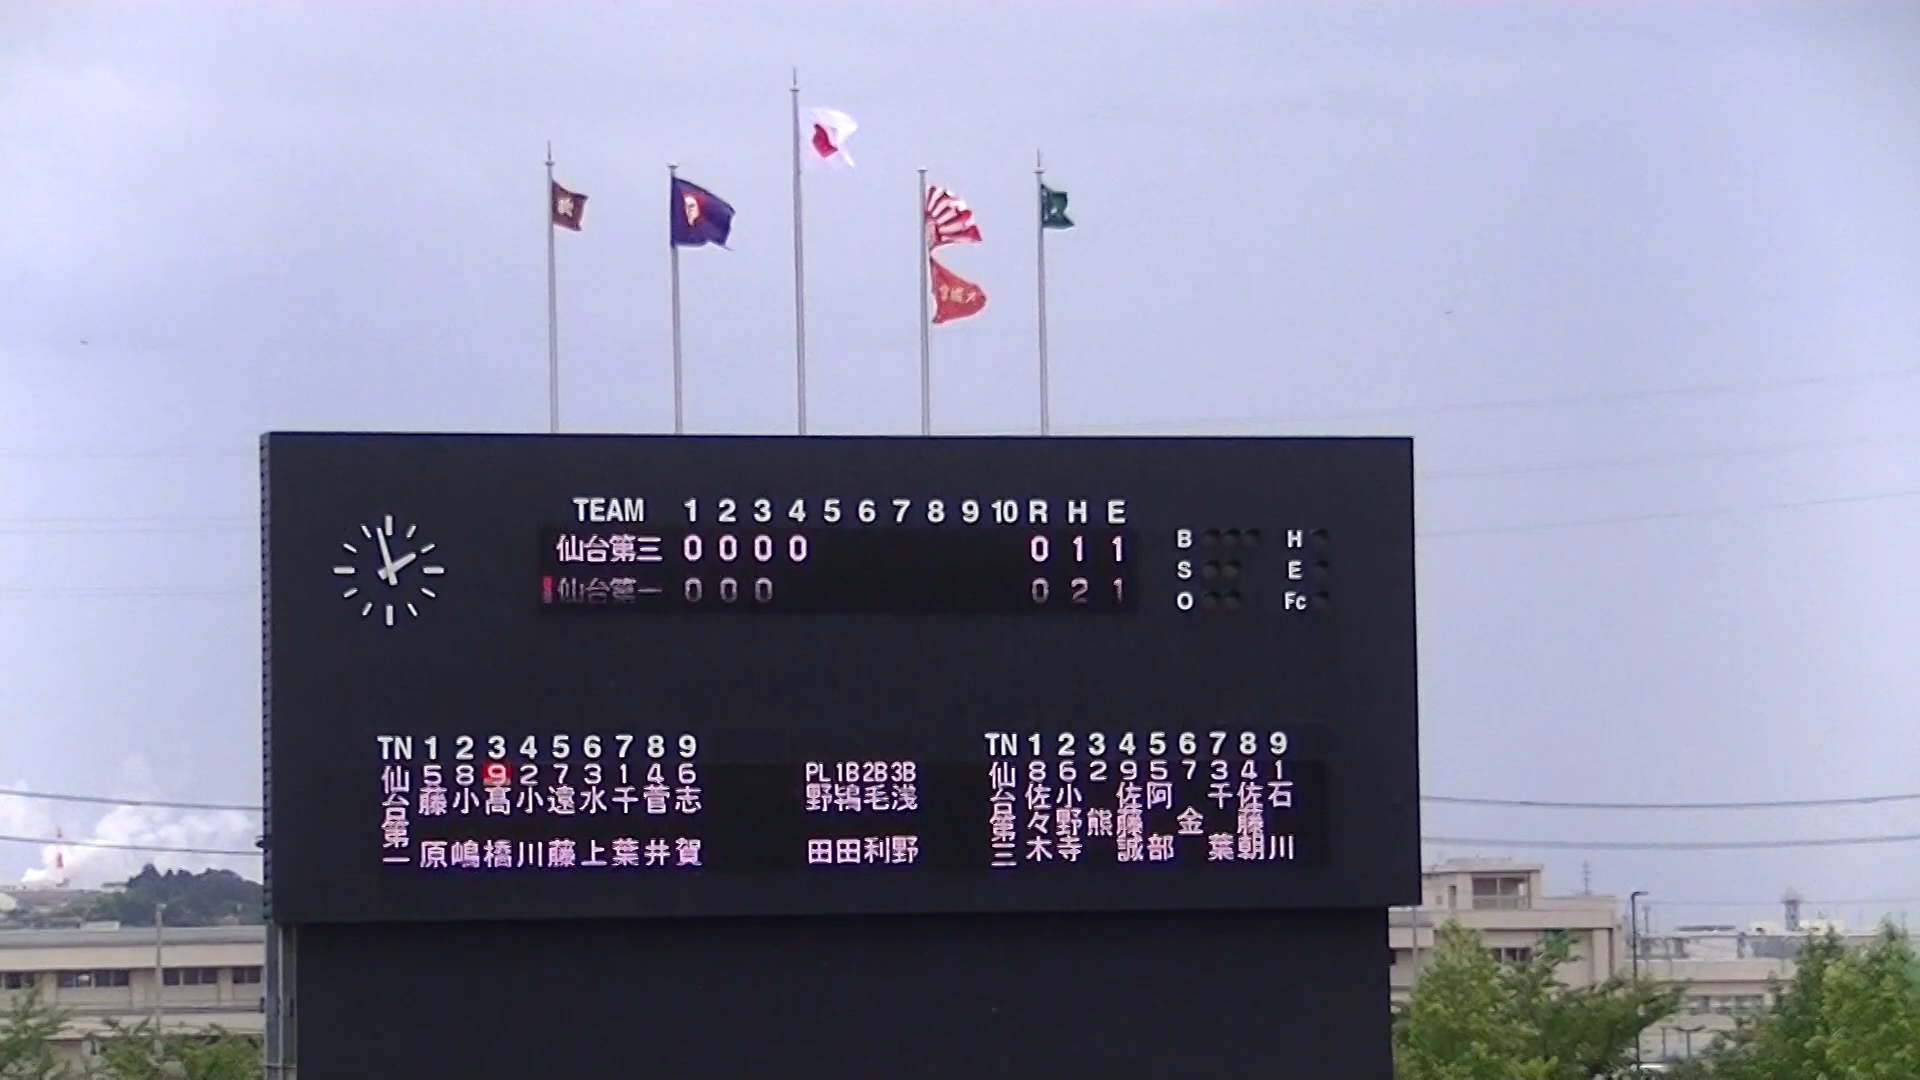 宮城大
TEAM 1 2 3 4 5 6 7 8 9 10 R H E
仙台第三 0 0 0 0 0 1 1
仙台第一 0 0 0 0 2 1
B H
S E
O Fc
TN 1 2 3 4 5 6 7 8 9
仙台第一 5 8 9 2 7 3 1 4 6
藤原 小嶋 髙橋 小川 遠藤 水上 千葉 菅井 志賀
PL 1B 2B 3B
野田 鴇田 毛利 浅野
TN 1 2 3 4 5 6 7 8 9
仙台第三 8 6 2 9 5 7 3 4 1
佐々木 小野寺 熊 佐藤誠 阿部 金 千葉 佐藤朝 石川